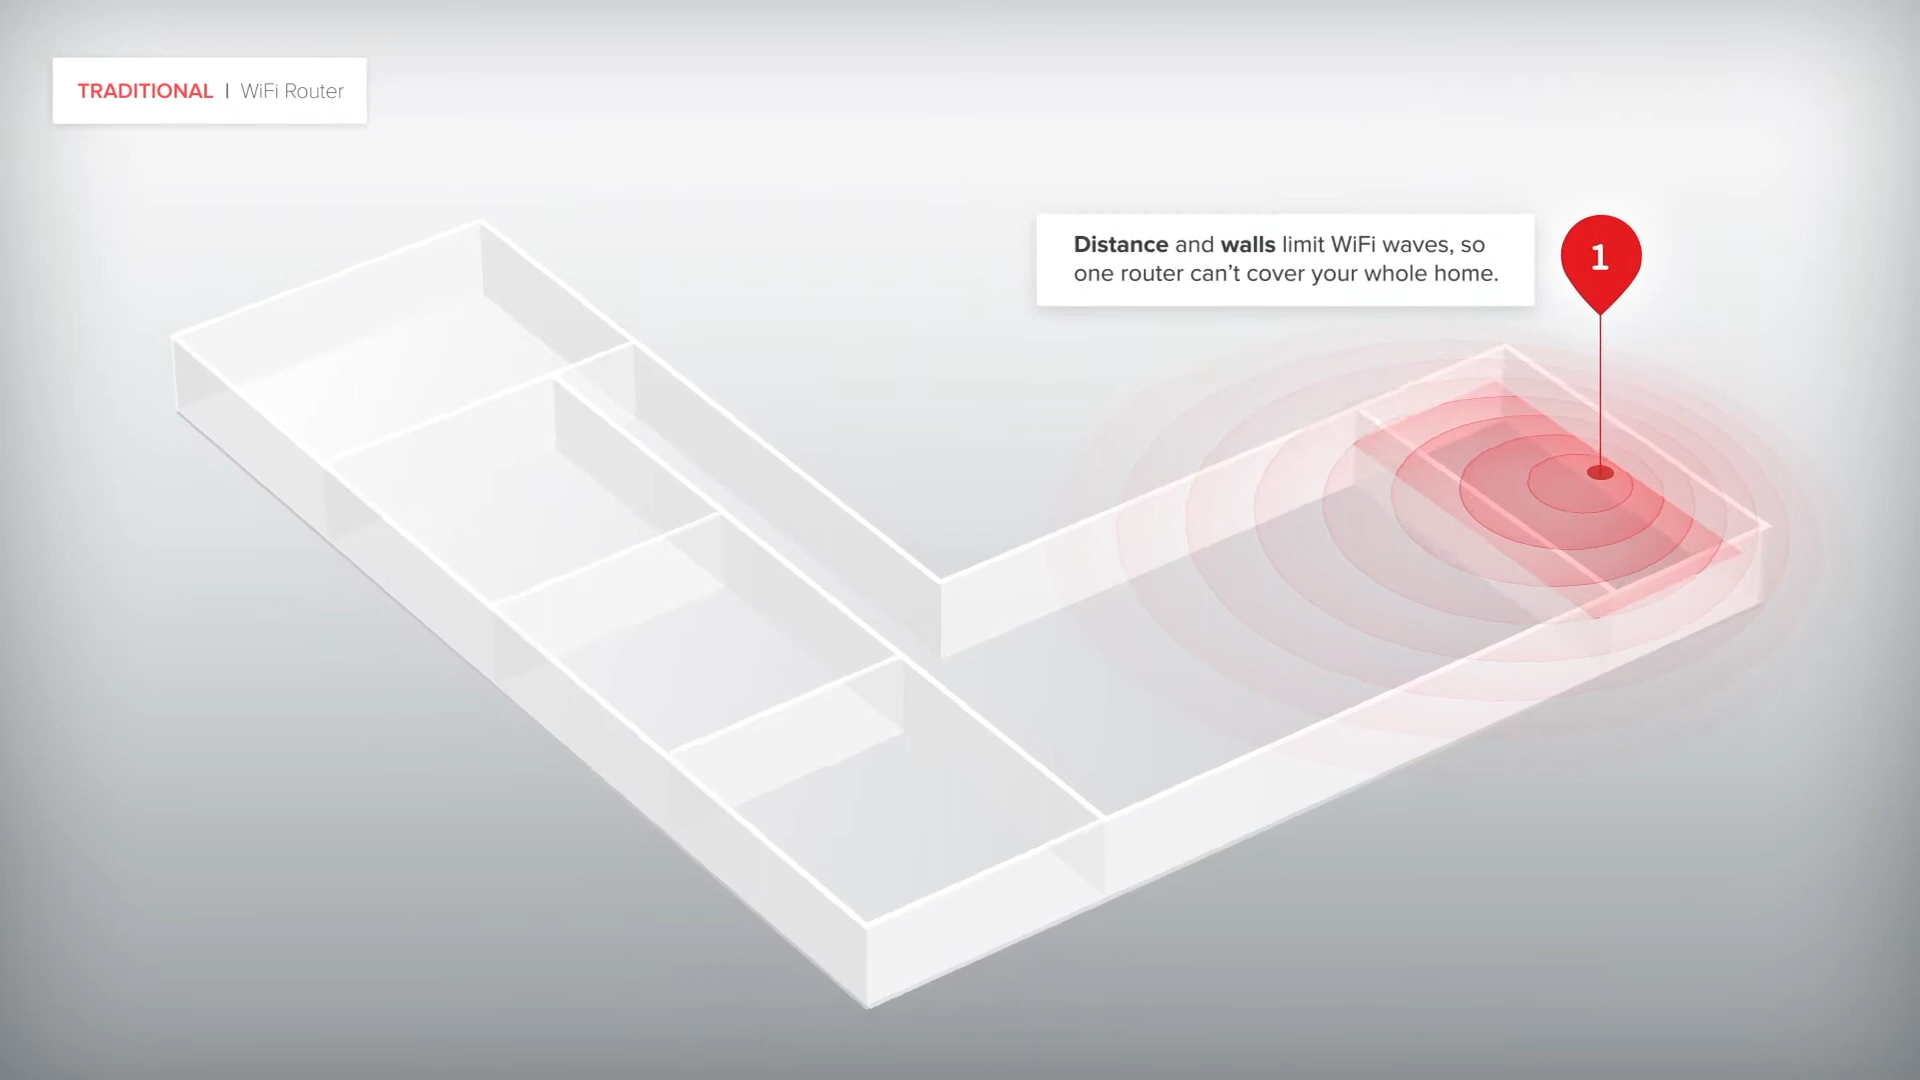 TRADITIONAL | WiFi Router
Distance and walls limit WiFi waves, so
one router can’t cover your whole home.
1